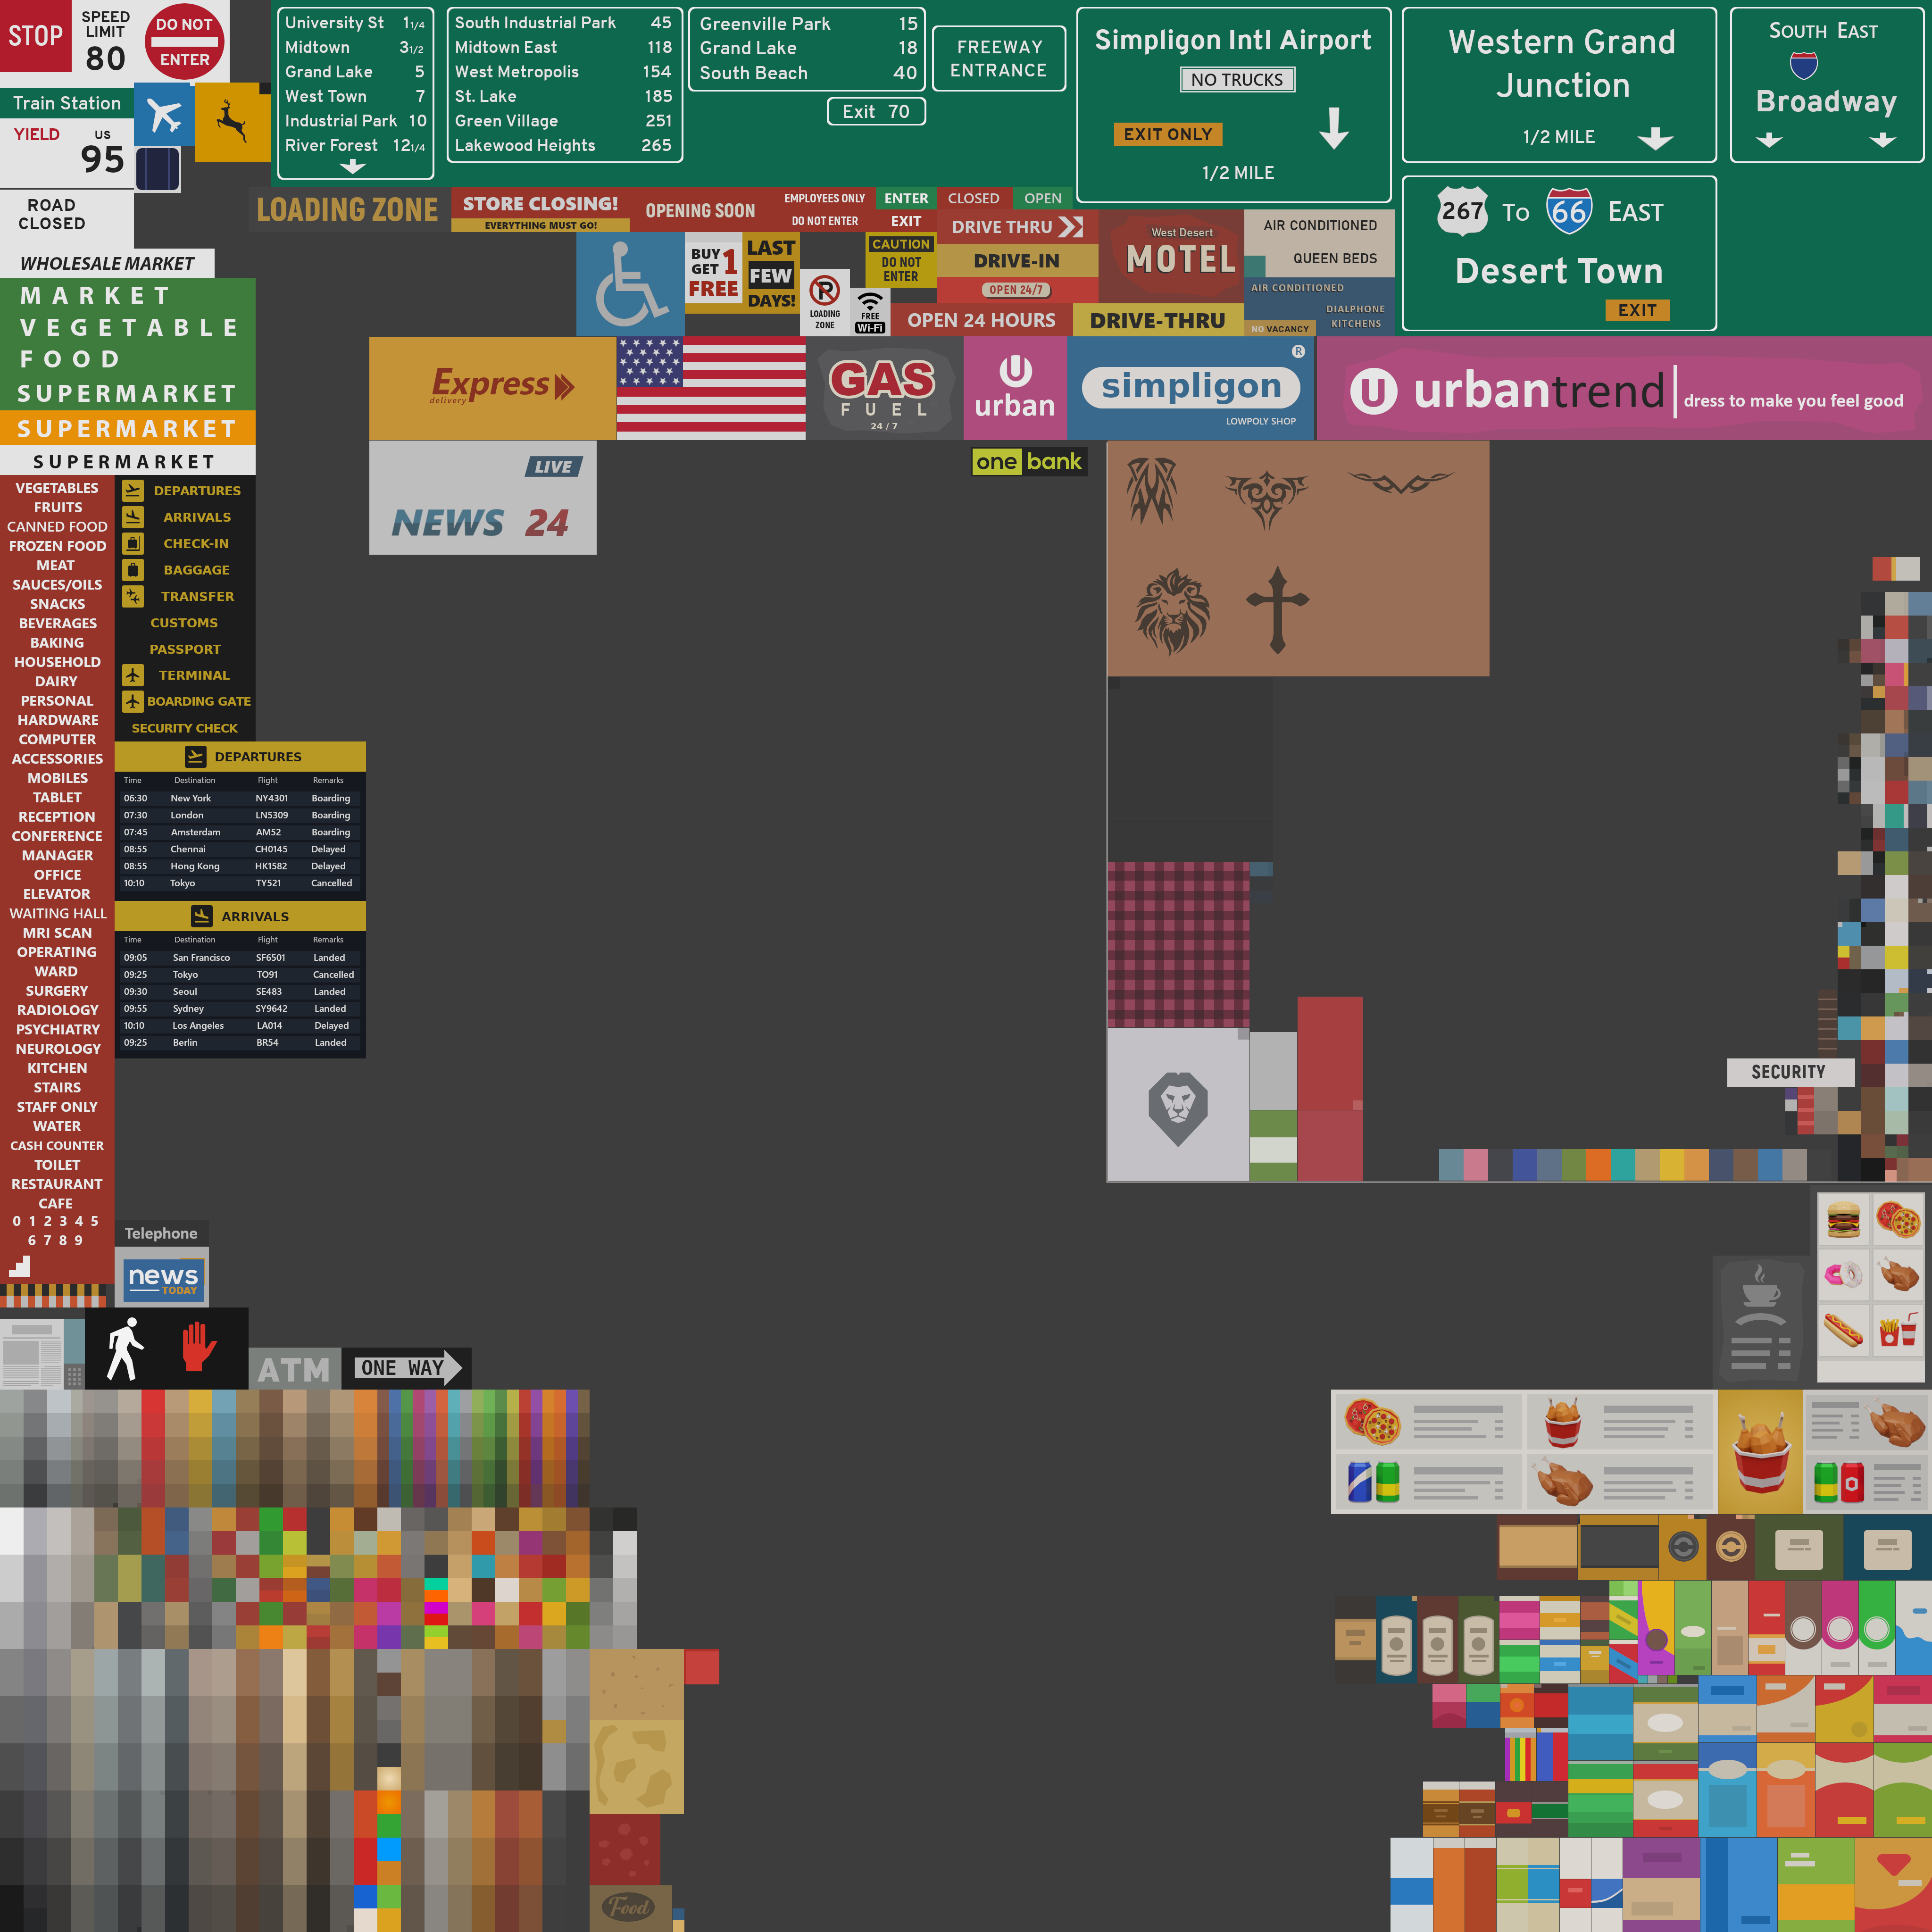 STOP
SPEED
LIMIT
80
DO NOT
ENTER
Train Station
YIELD
US
95
ROAD
CLOSED
WHOLESALE MARKET
MARKET
VEGETABLE
FOOD
SUPERMARKET
SUPERMARKET
SUPERMARKET
University St 1 1/4
Midtown 3 1/2
Grand Lake 5
West Town 7
Industrial Park 10
River Forest 12 1/4
South Industrial Park 45
Midtown East 118
West Metropolis 154
St. Lake 185
Green Village 251
Lakewood Heights 265
Greenville Park 15
Grand Lake 18
South Beach 40
Exit 70
FREEWAY
ENTRANCE
Simpligon Intl Airport
NO TRUCKS
EXIT ONLY
1/2 MILE
Western Grand
Junction
1/2 MILE
SOUTH EAST
Broadway
267 To 66 EAST
Desert Town
EXIT
LOADING ZONE
STORE CLOSING!
EVERYTHING MUST GO!
OPENING SOON
EMPLOYEES ONLY
DO NOT ENTER
ENTER
EXIT
CLOSED
OPEN
BUY 1
GET
FREE
LAST
FEW
DAYS!
P
LOADING
ZONE
FREE
Wi-Fi
CAUTION
DO NOT
ENTER
DRIVE THRU
DRIVE-IN
OPEN 24/7
OPEN 24 HOURS
DRIVE-THRU
West Desert
MOTEL
AIR CONDITIONED
QUEEN BEDS
AIR CONDITIONED
DIALPHONE
KITCHENS
NO VACANCY
Express
delivery
GAS
FUEL
24 / 7
U
urban
®
simpligon
LOWPOLY SHOP
U urbantrend dress to make you feel good
LIVE
NEWS 24
one bank
VEGETABLES
FRUITS
CANNED FOOD
FROZEN FOOD
MEAT
SAUCES/OILS
SNACKS
BEVERAGES
BAKING
HOUSEHOLD
DAIRY
PERSONAL
HARDWARE
COMPUTER
ACCESSORIES
MOBILES
TABLET
RECEPTION
CONFERENCE
MANAGER
OFFICE
ELEVATOR
WAITING HALL
MRI SCAN
OPERATING
WARD
SURGERY
RADIOLOGY
PSYCHIATRY
NEUROLOGY
KITCHEN
STAIRS
STAFF ONLY
WATER
CASH COUNTER
TOILET
RESTAURANT
CAFE
0 1 2 3 4 5
6 7 8 9
DEPARTURES
ARRIVALS
CHECK-IN
BAGGAGE
TRANSFER
CUSTOMS
PASSPORT
TERMINAL
BOARDING GATE
SECURITY CHECK
DEPARTURES
Time Destination Flight Remarks
06:30 New York NY4301 Boarding
07:30 London LN5309 Boarding
07:45 Amsterdam AM52 Boarding
08:55 Chennai CH0145 Delayed
08:55 Hong Kong HK1582 Delayed
10:10 Tokyo TY521 Cancelled
ARRIVALS
Time Destination Flight Remarks
09:05 San Francisco SF6501 Landed
09:25 Tokyo TO91 Cancelled
09:30 Seoul SE483 Landed
09:55 Sydney SY9642 Landed
10:10 Los Angeles LA014 Delayed
09:25 Berlin BR54 Landed
SECURITY
Telephone
news
TODAY
ATM
ONE WAY
Food